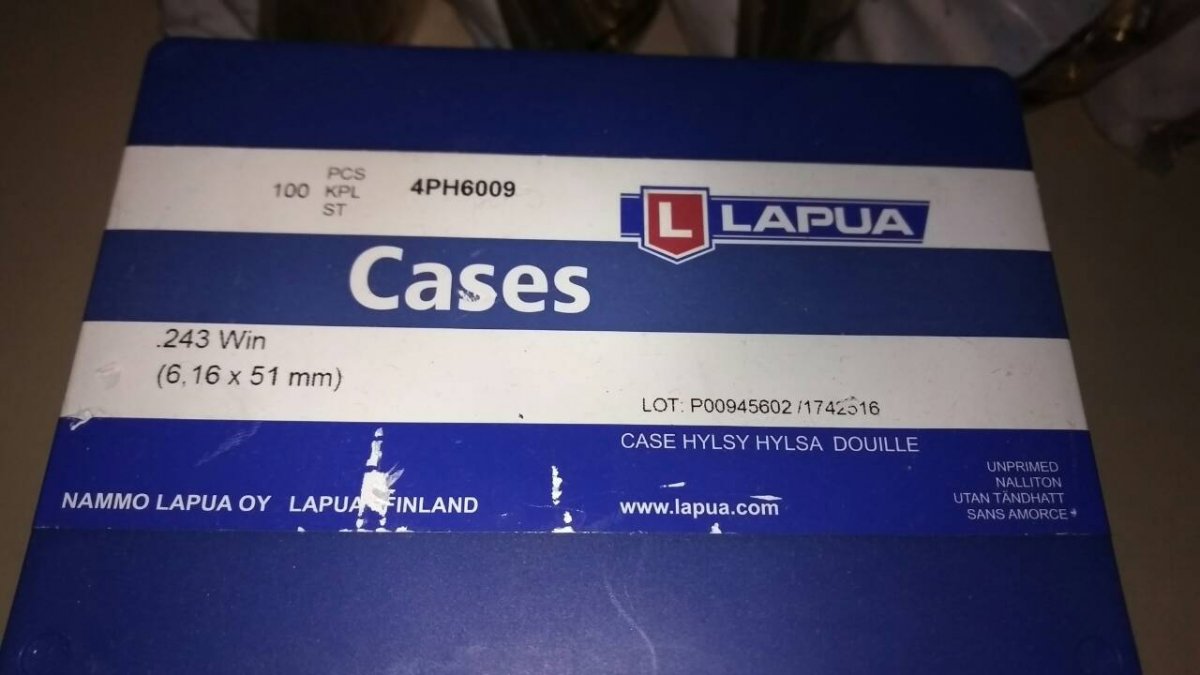 100 PCS KPL ST 4PH6009
L LAPUA
Cases
.243 Win
(6,16 x 51 mm)
LOT: P00945602 /1742516
CASE HYLSY HYLSA DOUILLE
UNPRIMED
NALLITON
UTAN TÄNDHATT
SANS AMORCE
NAMMO LAPUA OY LAPUA FINLAND
www.lapua.com